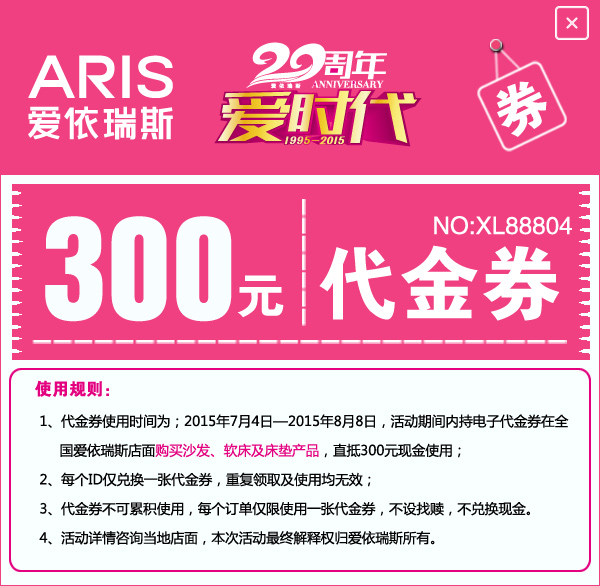 ARIS
爱依瑞斯
29周年
爱依瑞斯
ANNIVERSARY
爱时代
1995-2015
券
300元
NO:XL88804
代金券
使用规则：
1、代金券使用时间为；2015年7月4日—2015年8月8日，活动期间内持电子代金券在全
国爱依瑞斯店面购买沙发、软床及床垫产品，直抵300元现金使用；
2、每个ID仅兑换一张代金券，重复领取及使用均无效；
3、代金券不可累积使用，每个订单仅限使用一张代金券，不设找赎，不兑换现金。
4、活动详情咨询当地店面，本次活动最终解释权归爱依瑞斯所有。